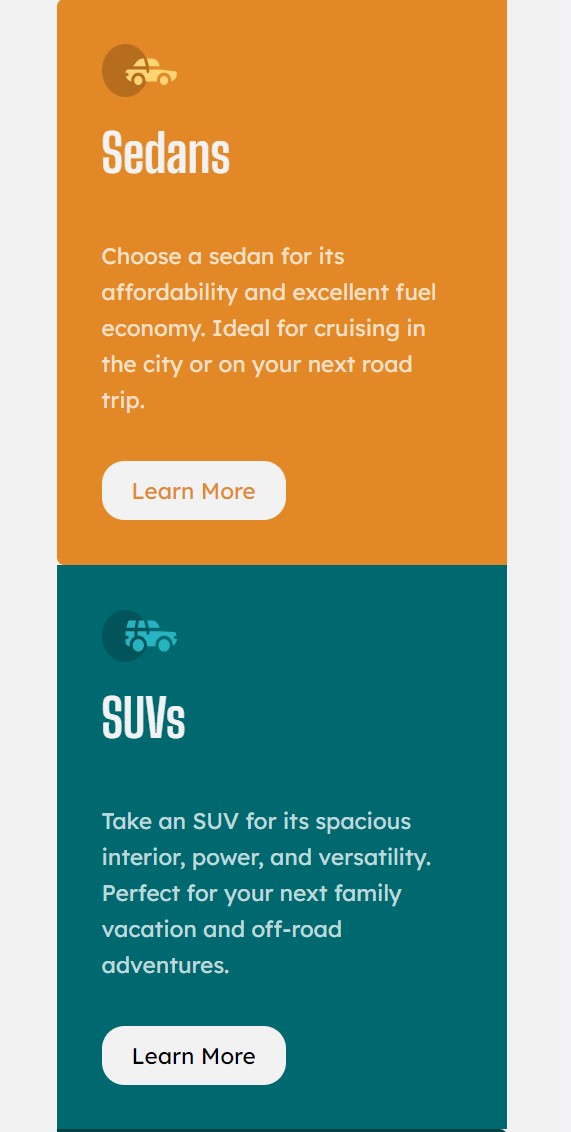 Sedans
Choose a sedan for its
affordability and excellent fuel
economy. Ideal for cruising in
the city or on your next road
trip.
Learn More
SUVs
Take an SUV for its spacious
interior, power, and versatility.
Perfect for your next family
vacation and off-road
adventures.
Learn More